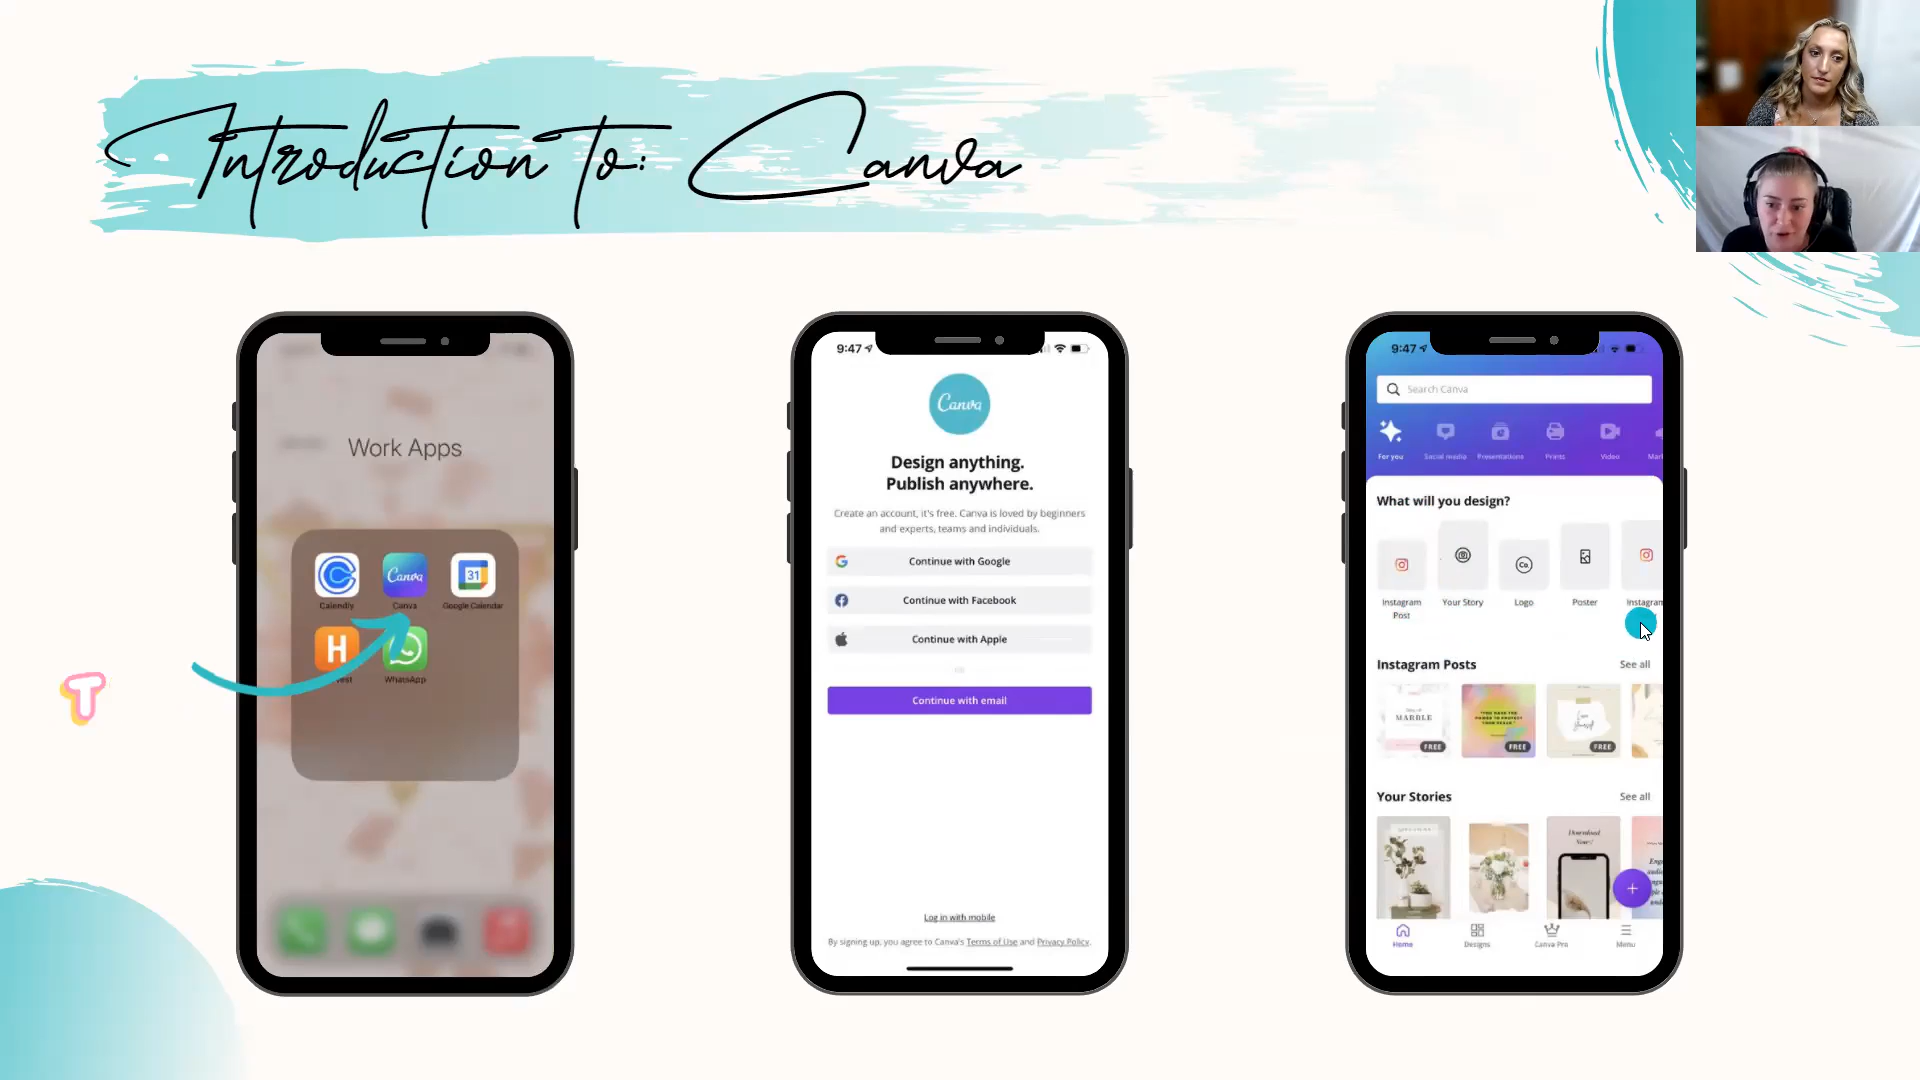 Introduction to: Canva
T
Work Apps
Calendly
Canva
Canva
Google Calendar
31
H
WhatsApp
9:47
Canva
Design anything.
Publish anywhere.
Create an account, it's free. Canva is loved by beginners
and experts, teams and individuals.
Continue with Google
Continue with Facebook
Continue with Apple
Continue with email
Log in with mobile
By signing up, you agree to Canva's Terms of Use and Privacy Policy.
9:47
Search Canva
For you
Social media
Presentations
Prints
Video
What will you design?
Co.
Instagram
Post
Your Story
Logo
Poster
Instagram
Instagram Posts
See all
MARBLE
FREE
FREE
FREE
Your Stories
See all
Download
Home
Designs
Canva Pro
Menu